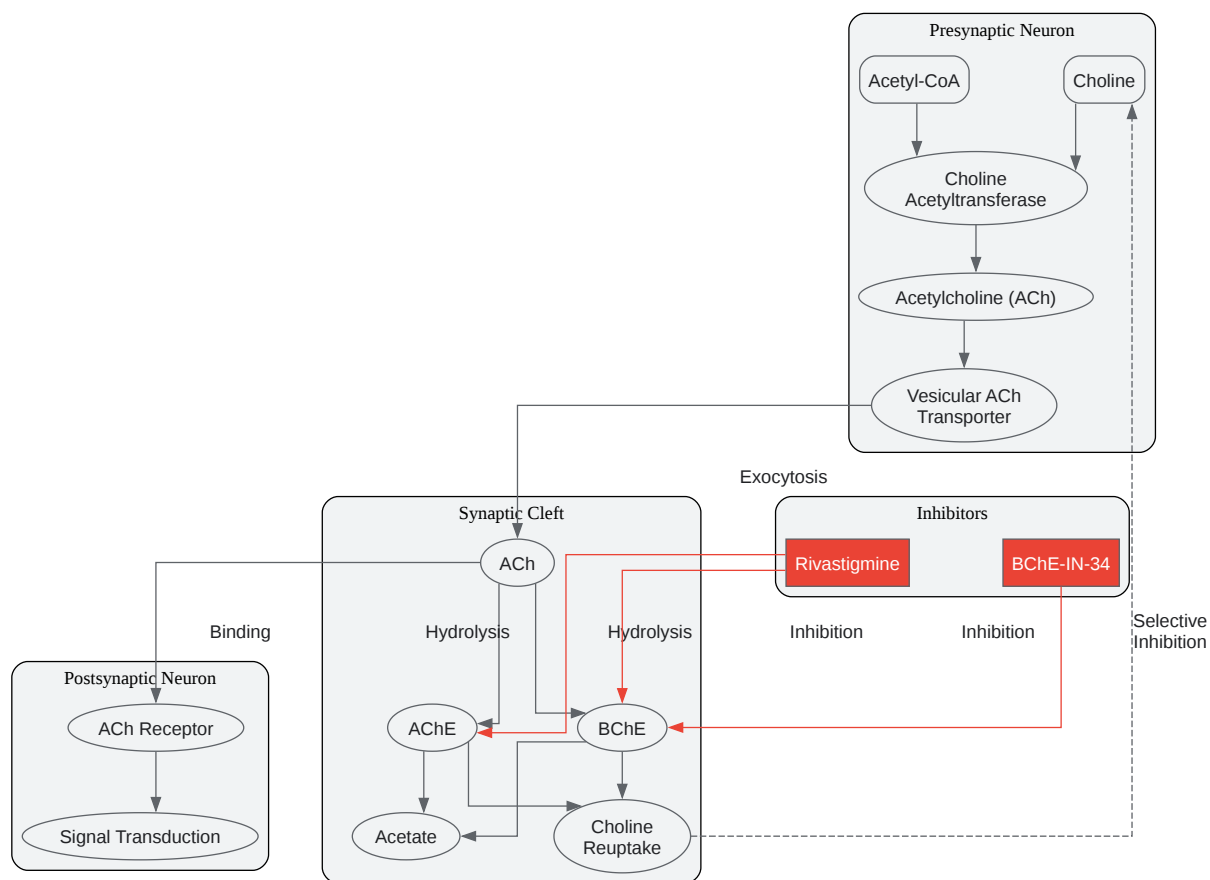 Presynaptic Neuron
Acetyl-CoA
Choline
Choline
Acetyltransferase
Acetylcholine (ACh)
Vesicular ACh
Transporter
Exocytosis
Synaptic Cleft
Inhibitors
ACh
Rivastigmine
BChE-IN-34
Binding
Hydrolysis
Hydrolysis
Inhibition
Inhibition
Selective
Inhibition
Postsynaptic Neuron
ACh Receptor
AChE
BChE
Signal Transduction
Acetate
Choline
Reuptake